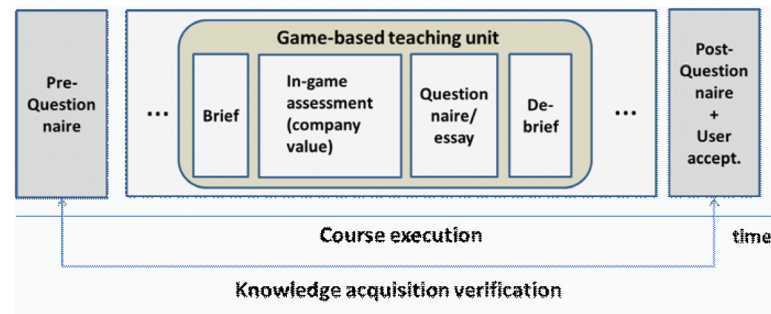 Pre-
Question
naire
...
Game-based teaching unit
Brief
In-game
assessment
(company
value)
Question
naire/
essay
De-
brief
...
Post-
Question
naire
+
User
accept.
Course execution
time
Knowledge acquisition verification